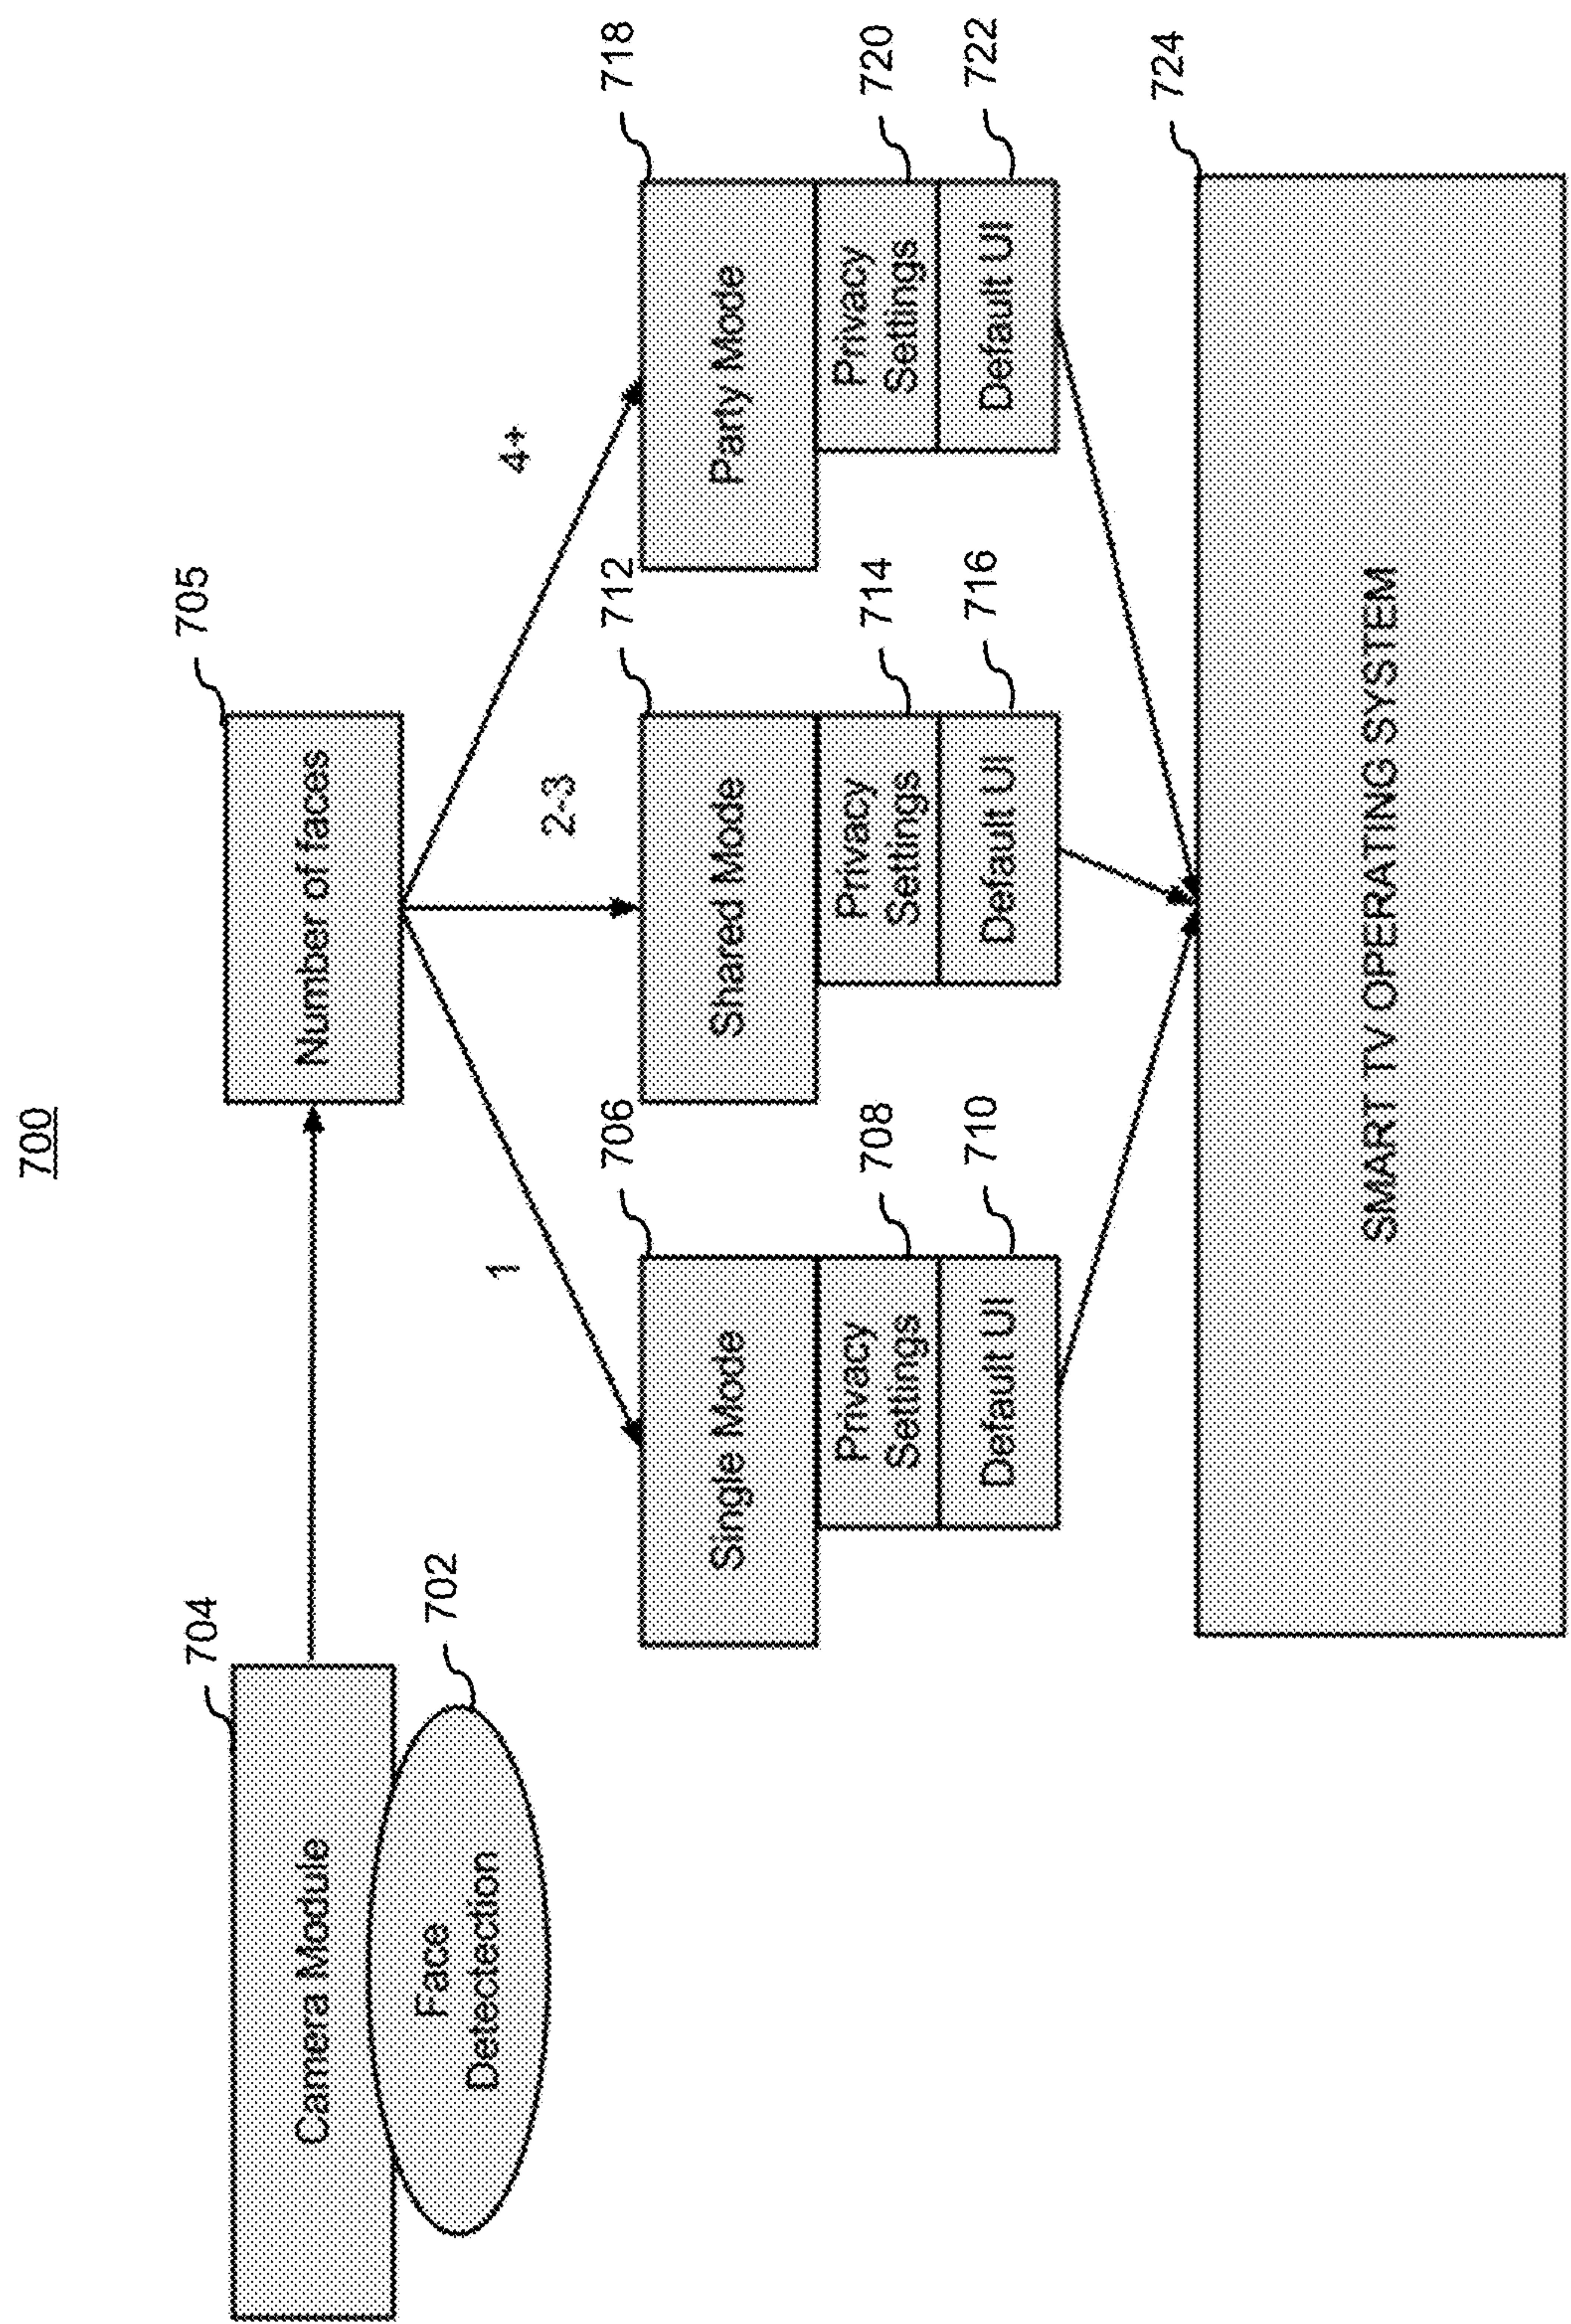 700
704
Camera Module
Face
Detectection
702
705
Number of faces
1
2-3
4+
706
Single Mode
Privacy
Settings
708
Default UI
710
712
Shared Mode
Privacy
Settings
714
Default UI
716
718
Party Mode
Privacy
Settings
720
Default UI
722
724
SMART TV OPERATING SYSTEM